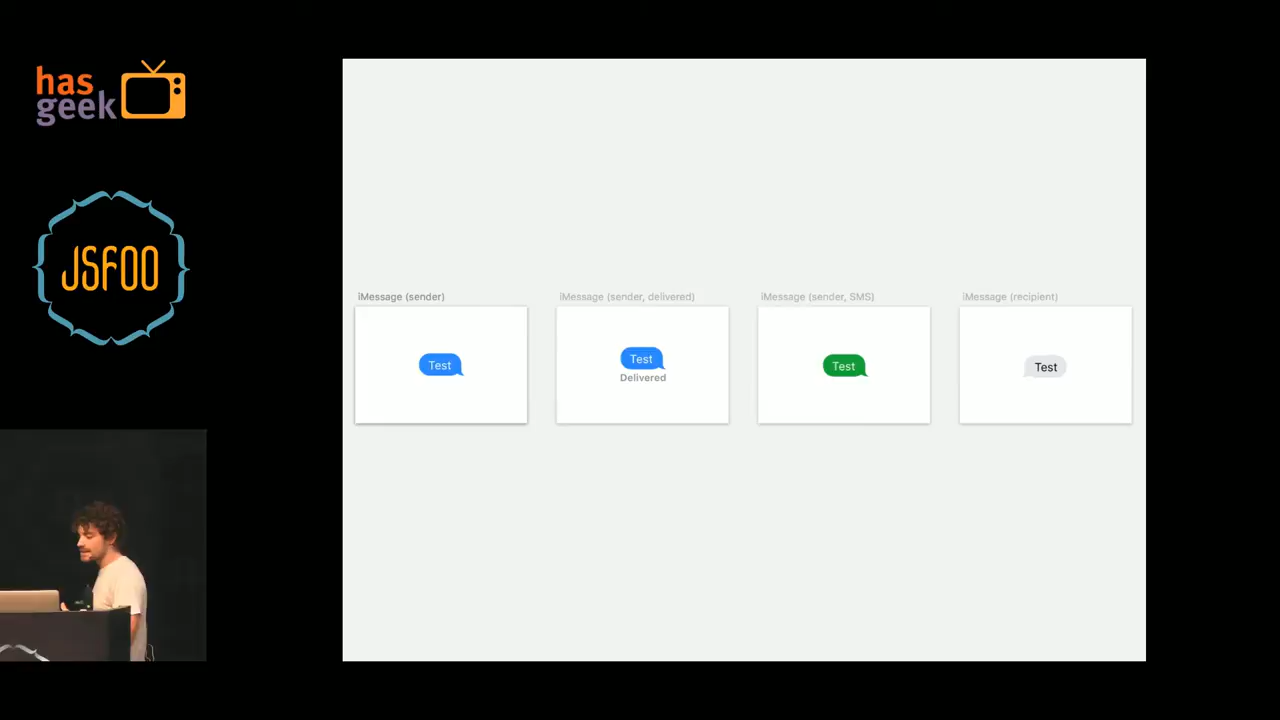 has
geek
JSFOO
iMessage (sender)
Test
iMessage (sender, delivered)
Test
Delivered
iMessage (sender, SMS)
Test
iMessage (recipient)
Test